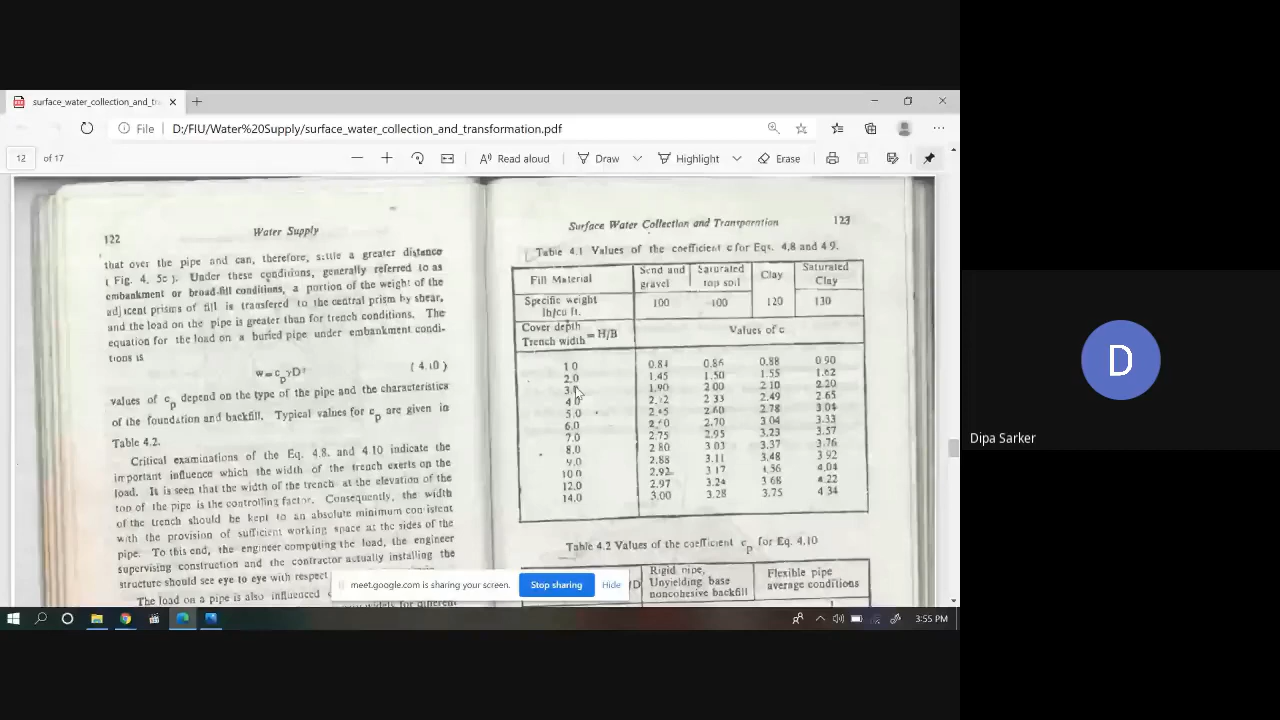 surface_water_collection_and_tra
File D:/FIU/Water%20Supply/surface_water_collection_and_transformation.pdf
12 of 17 Read aloud Draw Highlight Erase
122 Water Supply
that over the pipe and can, therefore, settle a greater distance
( Fig. 4. 5c ). Under these conditions, generally referred to as
embankment or broad-fill conditions, a portion of the weight of the
adjacent prisms of fill is transfered to the central prism by shear,
and the load on the pipe is greater than for trench conditions. The
equation for the load on a buried pipe under embankment condi-
tions is
w=cpγD² ( 4.10 )
values of cp depend on the type of the pipe and the characteristics
of the foundation and backfill. Typical values for cp are given in
Table 4.2.
Critical examinations of the Eq. 4.8, and 4.10 indicate the
important influence which the width of the trench exerts on the
load. It is seen that the width of the trench at the elevation of the
top of the pipe is the controlling factor. Consequently, the width
of the trench should be kept to an absolute minimum consistent
with the provision of sufficient working space at the sides of the
pipe. To this end, the engineer computing the load, the engineer
supervising construction and the contractor actually installing the
structure should see eye to eye with respect
The load on a pipe is also influenced
Surface Water Collection and Transporation 123
Table 4.1 Values of the coefficient c for Eqs. 4.8 and 4.9.
Fill Material Sand and gravel Saturated top soil Clay Saturated Clay
Specific weight lb/cu ft. 100 100 120 130
Cover depth
Trench width = H/B Values of c
1.0 0.84 0.86 0.88 0.90
2.0 1.45 1.50 1.55 1.62
3.0 1.90 2.00 2.10 2.20
4.0 2.33 2.49 2.65
5.0 2.45 2.60 2.78 3.04
6.0 2.60 2.70 3.04 3.33
7.0 2.75 2.95 3.23 3.57
8.0 2.80 3.03 3.37 3.76
9.0 2.88 3.11 3.48 3.92
10.0 2.92 3.17 4.04
12.0 2.97 3.24 3.68 4.22
14.0 3.00 3.28 3.75 4.34
Table 4.2 Values of the coefficient cp for Eq. 4.10
/D Rigid pipe, Unyielding base noncohesive backfill Flexible pipe average conditions
meet.google.com is sharing your screen. Stop sharing Hide
3:55 PM
D
Dipa Sarker